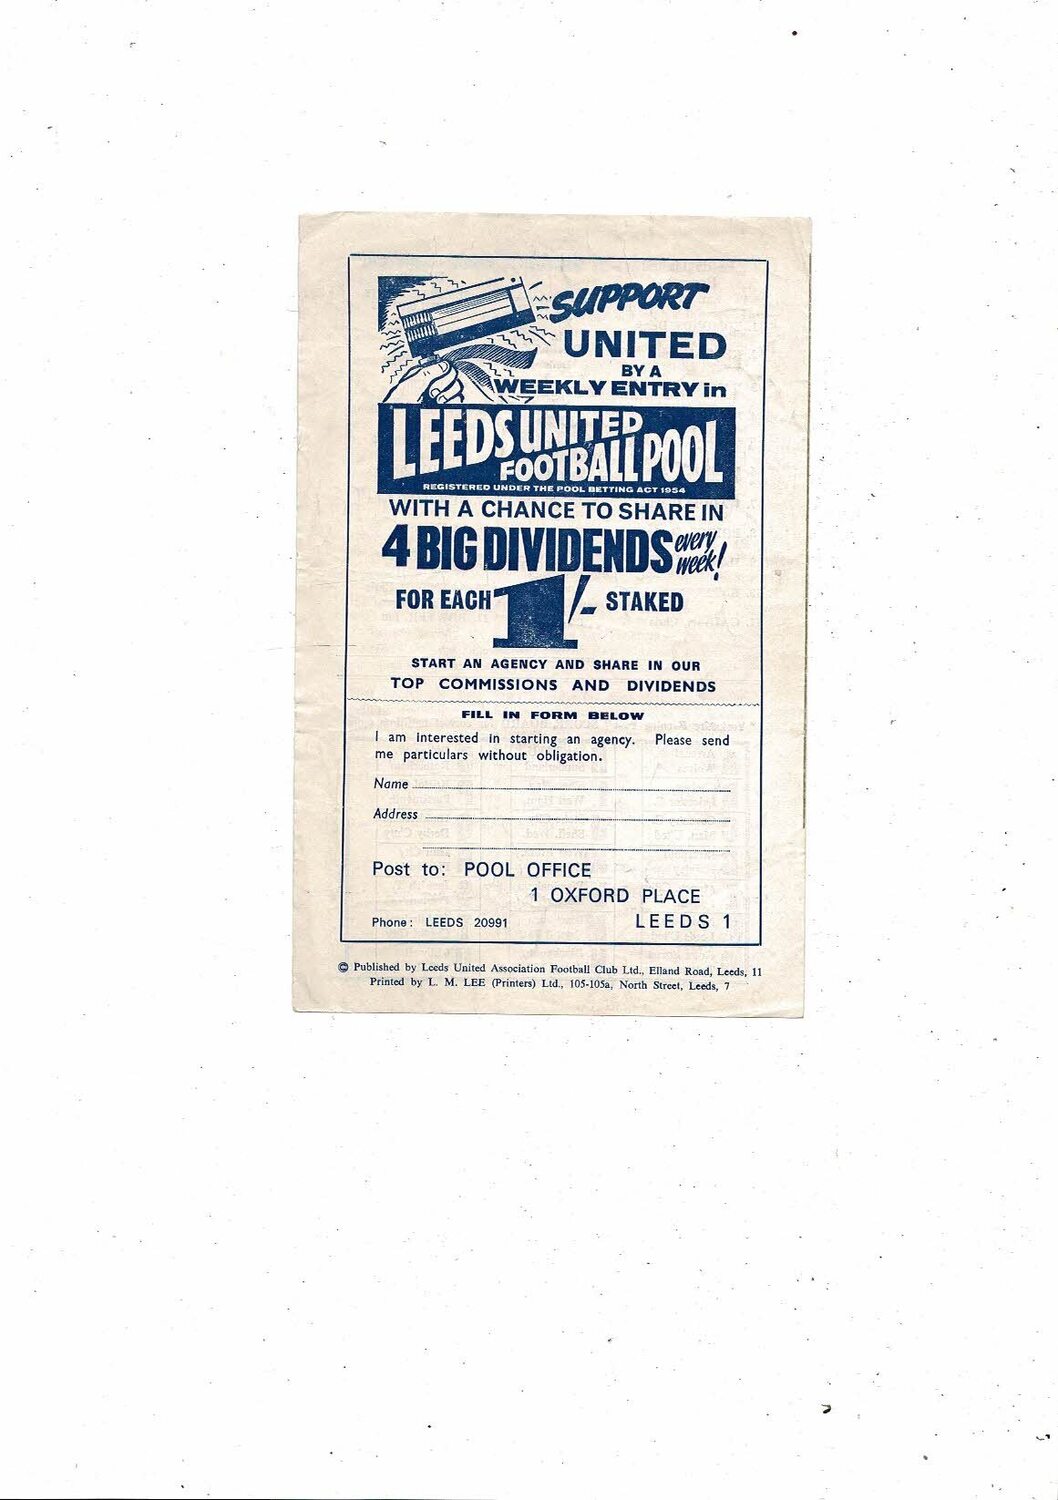 SUPPORT
UNITED
BY A
WEEKLY ENTRY in
LEEDS UNITED
FOOTBALL POOL
REGISTERED UNDER THE POOL BETTING ACT 1954
WITH A CHANCE TO SHARE IN
4 BIG DIVIDENDS every week!
FOR EACH 1/- STAKED
START AN AGENCY AND SHARE IN OUR
TOP COMMISSIONS AND DIVIDENDS
FILL IN FORM BELOW
I am interested in starting an agency. Please send
me particulars without obligation.
Name
Address
Post to: POOL OFFICE
1 OXFORD PLACE
Phone: LEEDS 20991 LEEDS 1
© Published by Leeds United Association Football Club Ltd., Elland Road, Leeds, 11
Printed by L. M. LEE (Printers) Ltd., 105-105a, North Street, Leeds, 7